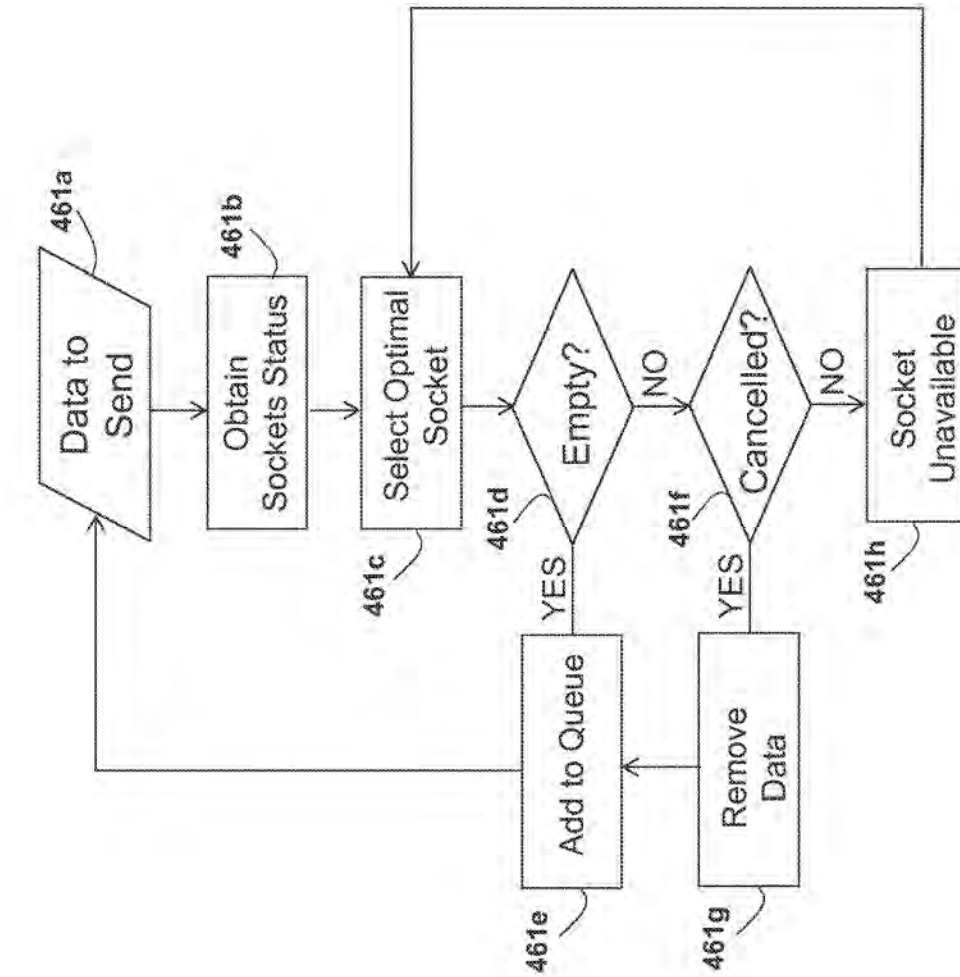 461a
Data to
Send
461b
Obtain
Sockets Status
461c
Select Optimal
Socket
461d
Empty?
YES
NO
461e
Add to Queue
461f
Cancelled?
YES
NO
461g
Remove
Data
461h
Socket
Unavailable